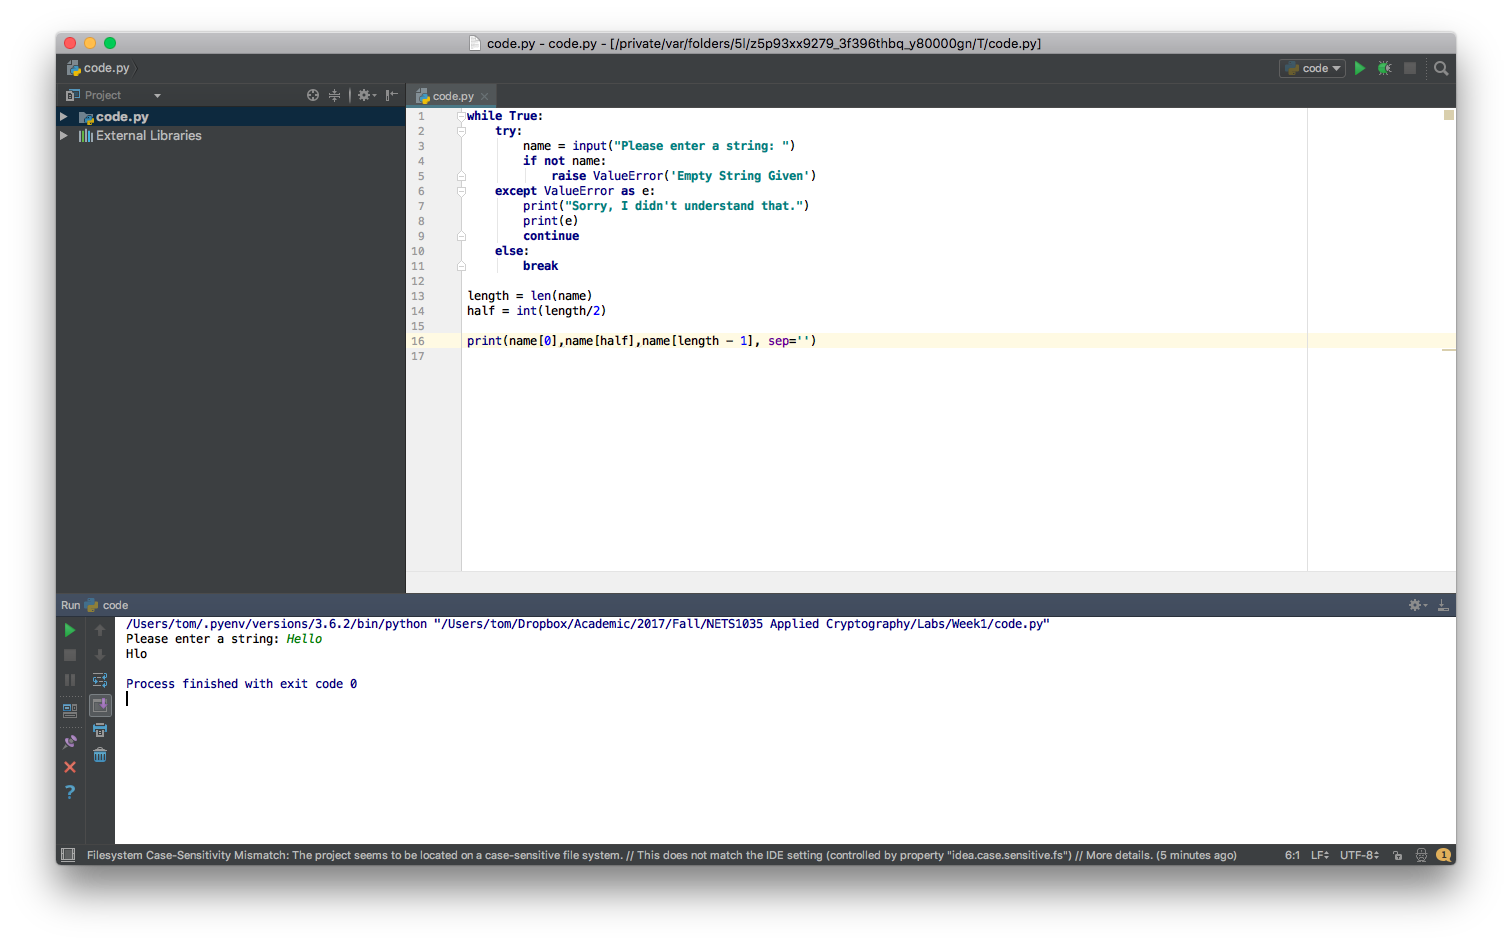 code.py - code.py - [/private/var/folders/5l/z5p93xx9279_3f396thbq_y80000gn/T/code.py]
code.py
code
Project
code.py
code.py
External Libraries
1 while True:
2     try:
3         name = input("Please enter a string: ")
4         if not name:
5             raise ValueError('Empty String Given')
6     except ValueError as e:
7         print("Sorry, I didn't understand that.")
8         print(e)
9         continue
10     else:
11         break
12
13 length = len(name)
14 half = int(length/2)
15
16 print(name[0],name[half],name[length - 1], sep='')
17
Run code
/Users/tom/.pyenv/versions/3.6.2/bin/python "/Users/tom/Dropbox/Academic/2017/Fall/NETS1035 Applied Cryptography/Labs/Week1/code.py"
Please enter a string: Hello
Hlo
Process finished with exit code 0
Filesystem Case-Sensitivity Mismatch: The project seems to be located on a case-sensitive file system. // This does not match the IDE setting (controlled by property "idea.case.sensitive.fs") // More details. (5 minutes ago) 6:1 LF UTF-8 1